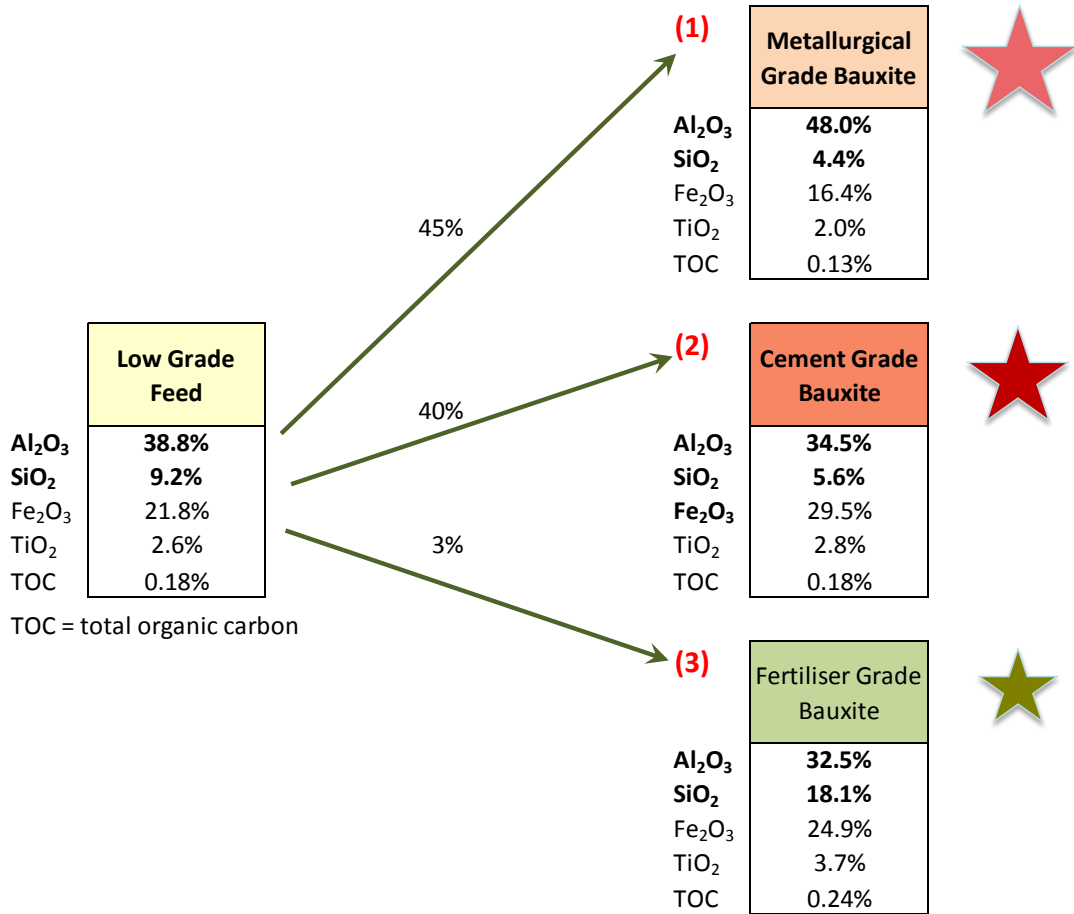 (1)
Metallurgical
Grade Bauxite
Al₂O₃ 48.0%
SiO₂ 4.4%
Fe₂O₃ 16.4%
TiO₂ 2.0%
TOC 0.13%
45%
Low Grade
Feed
Al₂O₃ 38.8%
SiO₂ 9.2%
Fe₂O₃ 21.8%
TiO₂ 2.6%
TOC 0.18%
TOC = total organic carbon
40%
(2)
Cement Grade
Bauxite
Al₂O₃ 34.5%
SiO₂ 5.6%
Fe₂O₃ 29.5%
TiO₂ 2.8%
TOC 0.18%
3%
(3)
Fertiliser Grade
Bauxite
Al₂O₃ 32.5%
SiO₂ 18.1%
Fe₂O₃ 24.9%
TiO₂ 3.7%
TOC 0.24%